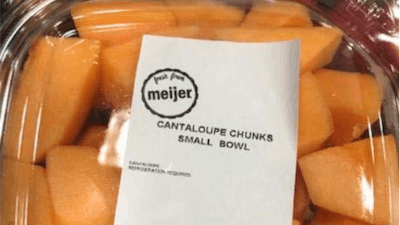 fresh from
meijer
CANTALOUPE CHUNKS
SMALL BOWL
CANTALOUPE.
REFRIGERATION REQUIRED